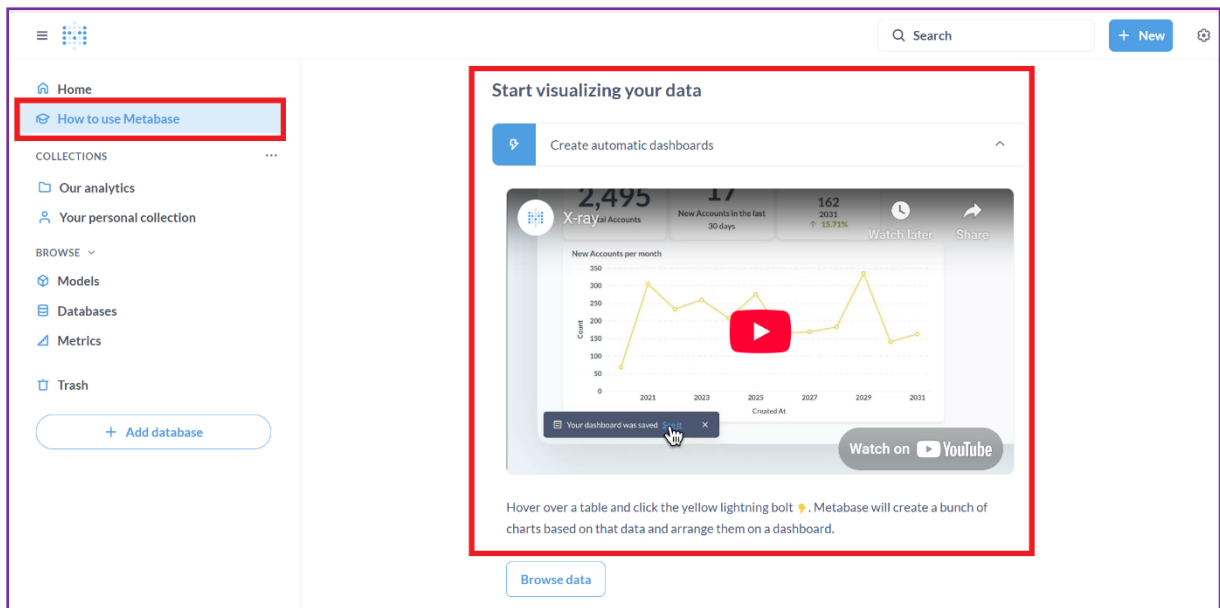 Search
+ New
Home
How to use Metabase
COLLECTIONS
...
Our analytics
Your personal collection
BROWSE
Models
Databases
Metrics
Trash
+ Add database
Start visualizing your data
Create automatic dashboards
X-ray
2,495
Total Accounts
17
New Accounts in the last
30 days
162
2031
↑ 15.71%
Watch later
Share
New Accounts per month
350
300
250
200
150
100
50
0
Count
2021 2023 2025 2027 2029 2031
Created At
Your dashboard was saved See it ×
Watch on YouTube
Hover over a table and click the yellow lightning bolt . Metabase will create a bunch of
charts based on that data and arrange them on a dashboard.
Browse data